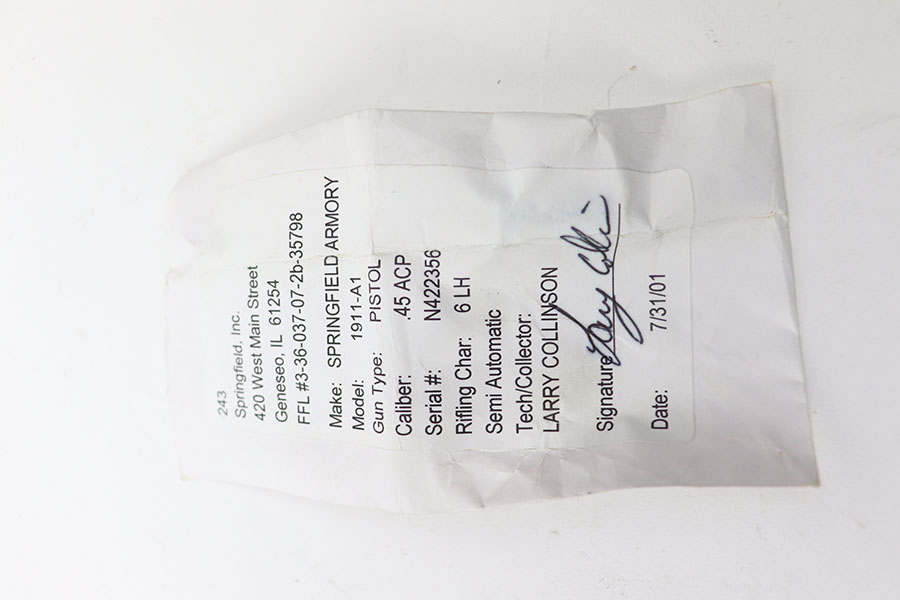 243
Springfield, Inc.
420 West Main Street
Geneseo, IL 61254
FFL #3-36-037-07-2b-35798
Make: SPRINGFIELD ARMORY
Model: 1911-A1
Gun Type: PISTOL
Caliber: .45 ACP
Serial #: N422356
Rifling Char: 6 LH
Semi Automatic
Tech/Collector:
LARRY COLLINSON
Signature Larry Colli
Date: 7/31/01